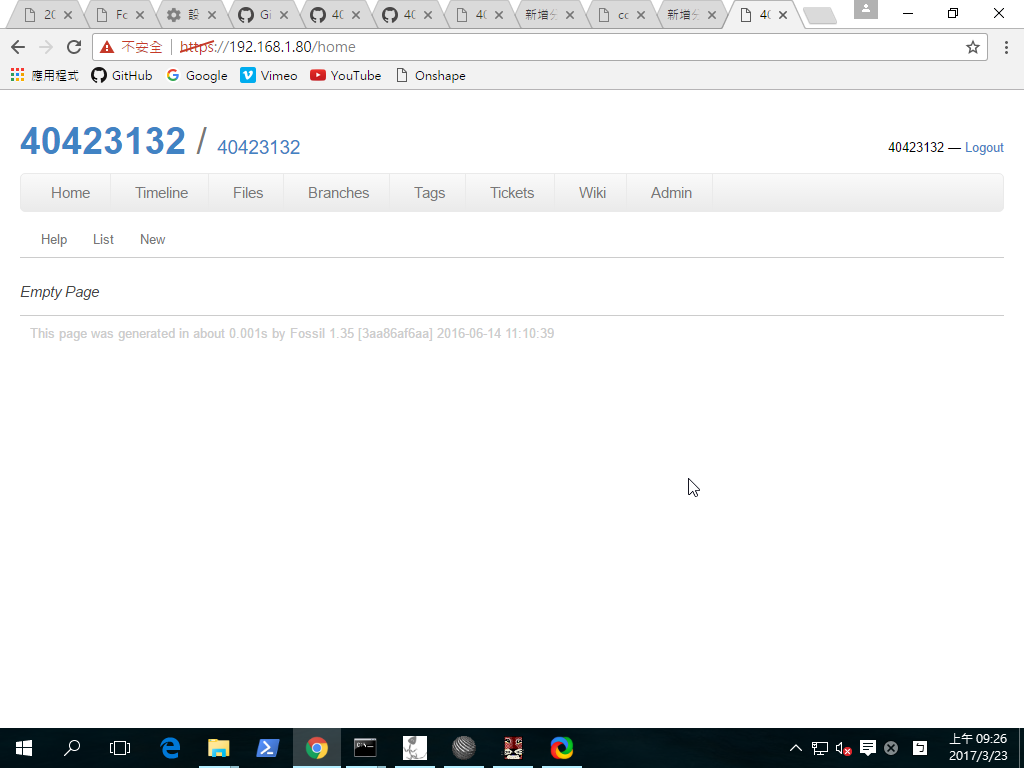 20 Fc 設 Gi 40 40 40 新增分 cc 新增分 40
不安全 https://192.168.1.80/home
應用程式 GitHub Google Vimeo YouTube Onshape
40423132 / 40423132
40423132 — Logout
Home Timeline Files Branches Tags Tickets Wiki Admin
Help List New
Empty Page
This page was generated in about 0.001s by Fossil 1.35 [3aa86af6aa] 2016-06-14 11:10:39
上午 09:26
2017/3/23